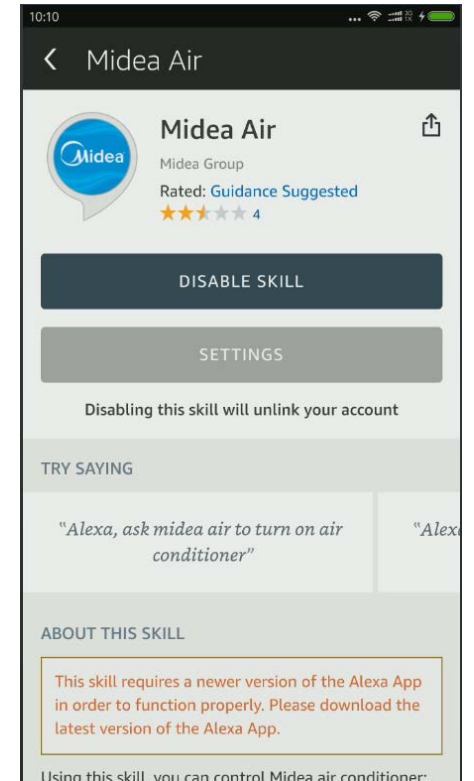 10:10
Midea Air
Midea
Midea Air
Midea Group
Rated: Guidance Suggested
4
DISABLE SKILL
SETTINGS
Disabling this skill will unlink your account
TRY SAYING
"Alexa, ask midea air to turn on air
conditioner"
"Alexa
ABOUT THIS SKILL
This skill requires a newer version of the Alexa App
in order to function properly. Please download the
latest version of the Alexa App.
Using this skill, you can control Midea air conditioner: